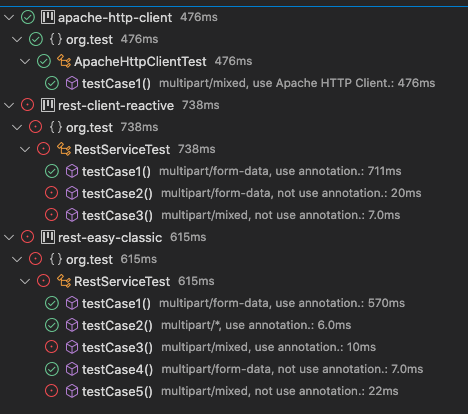 apache-http-client 476ms
{ } org.test 476ms
ApacheHttpClientTest 476ms
testCase1() multipart/mixed, use Apache HTTP Client.: 476ms
rest-client-reactive 738ms
{ } org.test 738ms
RestServiceTest 738ms
testCase1() multipart/form-data, use annotation.: 711ms
testCase2() multipart/form-data, not use annotation.: 20ms
testCase3() multipart/mixed, not use annotation.: 7.0ms
rest-easy-classic 615ms
{ } org.test 615ms
RestServiceTest 615ms
testCase1() multipart/form-data, use annotation.: 570ms
testCase2() multipart/*, use annotation.: 6.0ms
testCase3() multipart/mixed, use annotation.: 10ms
testCase4() multipart/form-data, not use annotation.: 7.0ms
testCase5() multipart/mixed, not use annotation.: 22ms